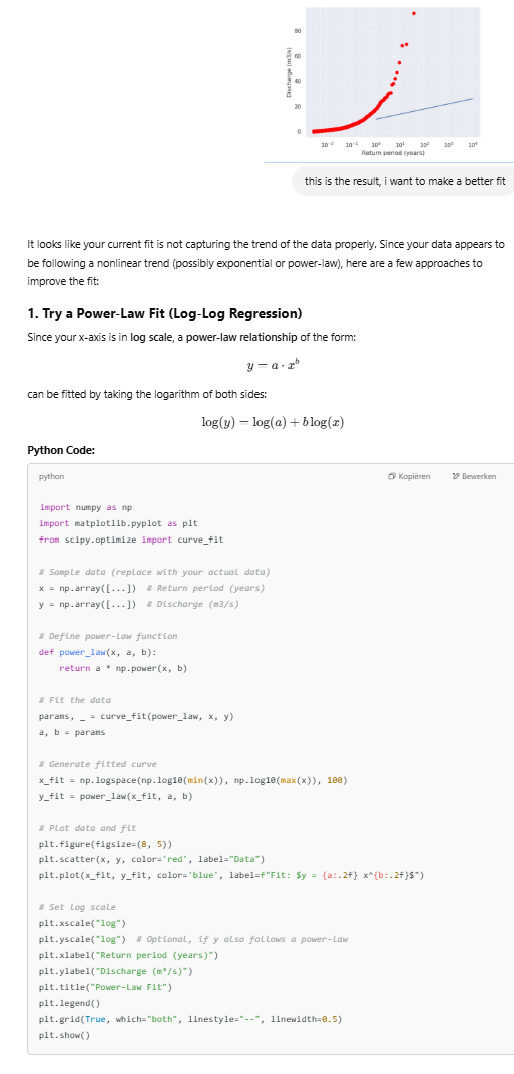 80
60
40
20
0
Discharge (m3/s)
10⁻² 10⁻¹ 10⁰ 10¹ 10² 10³ 10⁴
Return period (years)
this is the result, i want to make a better fit
It looks like your current fit is not capturing the trend of the data properly. Since your data appears to
be following a nonlinear trend (possibly exponential or power-law), here are a few approaches to
improve the fit:
1. Try a Power-Law Fit (Log-Log Regression)
Since your x-axis is in log scale, a power-law relationship of the form:
y = a · x^b
can be fitted by taking the logarithm of both sides:
log(y) = log(a) + b log(x)
Python Code:
python
Kopiëren
Bewerken
import numpy as np
import matplotlib.pyplot as plt
from scipy.optimize import curve_fit
# Sample data (replace with your actual data)
x = np.array([...])  # Return period (years)
y = np.array([...])  # Discharge (m3/s)
# Define power-law function
def power_law(x, a, b):
    return a * np.power(x, b)
# Fit the data
params, _ = curve_fit(power_law, x, y)
a, b = params
# Generate fitted curve
x_fit = np.logspace(np.log10(min(x)), np.log10(max(x)), 100)
y_fit = power_law(x_fit, a, b)
# Plot data and fit
plt.figure(figsize=(8, 5))
plt.scatter(x, y, color='red', label="Data")
plt.plot(x_fit, y_fit, color='blue', label=f"Fit: $y = {a:.2f} x^{b:.2f}$")
# Set log scale
plt.xscale("log")
plt.yscale("log")  # Optional, if y also follows a power-law
plt.xlabel("Return period (years)")
plt.ylabel("Discharge (m³/s)")
plt.title("Power-Law Fit")
plt.legend()
plt.grid(True, which="both", linestyle="--", linewidth=0.5)
plt.show()